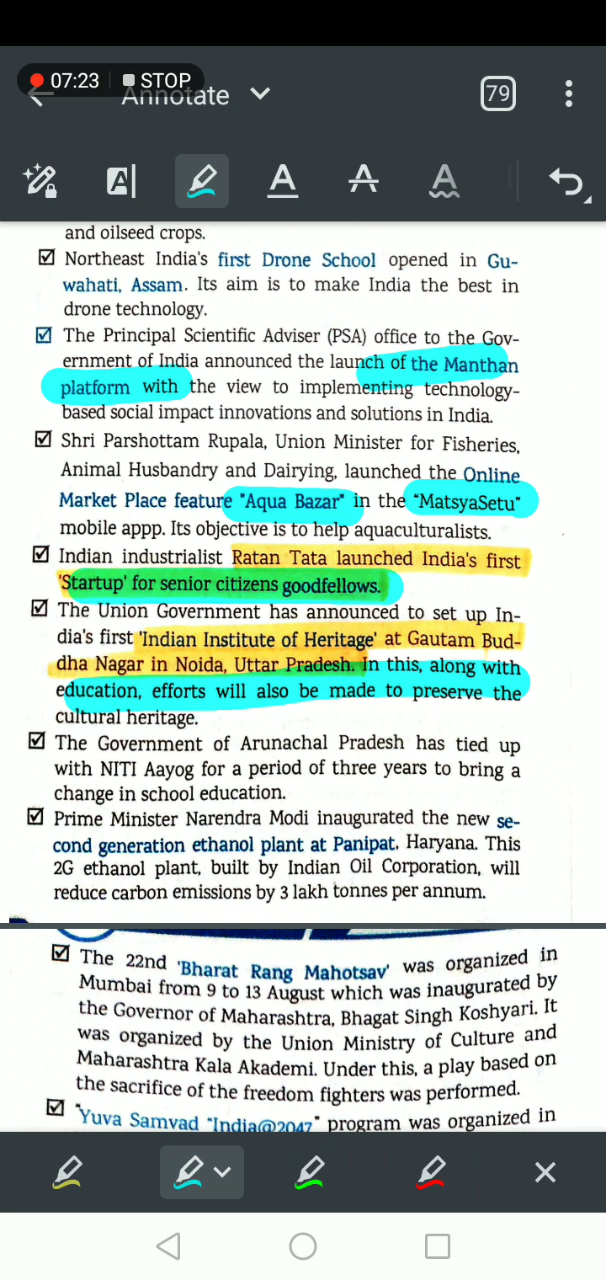 07:23 STOP
Annotate
79
and oilseed crops.
Northeast India's first Drone School opened in Gu-
wahati, Assam. Its aim is to make India the best in
drone technology.
The Principal Scientific Adviser (PSA) office to the Gov-
ernment of India announced the launch of the Manthan
platform with the view to implementing technology-
based social impact innovations and solutions in India.
Shri Parshottam Rupala, Union Minister for Fisheries,
Animal Husbandry and Dairying, launched the Online
Market Place feature "Aqua Bazar" in the "MatsyaSetu"
mobile appp. Its objective is to help aquaculturalists.
Indian industrialist Ratan Tata launched India's first
'Startup' for senior citizens goodfellows.
The Union Government has announced to set up In-
dia's first 'Indian Institute of Heritage' at Gautam Bud-
dha Nagar in Noida, Uttar Pradesh. In this, along with
education, efforts will also be made to preserve the
cultural heritage.
The Government of Arunachal Pradesh has tied up
with NITI Aayog for a period of three years to bring a
change in school education.
Prime Minister Narendra Modi inaugurated the new se-
cond generation ethanol plant at Panipat, Haryana. This
2G ethanol plant, built by Indian Oil Corporation, will
reduce carbon emissions by 3 lakh tonnes per annum.
The 22nd 'Bharat Rang Mahotsav' was organized in
Mumbai from 9 to 13 August which was inaugurated by
the Governor of Maharashtra, Bhagat Singh Koshyari. It
was organized by the Union Ministry of Culture and
Maharashtra Kala Akademi. Under this, a play based on
the sacrifice of the freedom fighters was performed.
"Yuva Samvad "India@2047" program was organized in